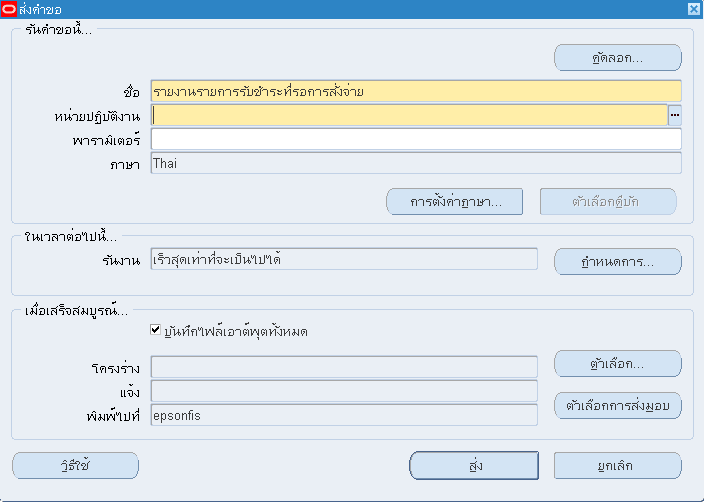 ส่งคำขอ
รันคำขอนี้...
คัดลอก...
ชื่อ รายงานรายการรับชำระที่รอการสั่งจ่าย
หน่วยปฏิบัติงาน
พารามิเตอร์
ภาษา Thai
การตั้งค่าภาษา... ตัวเลือกดีบัก
ในเวลาต่อไปนี้...
รันงาน เร็วสุดเท่าที่จะเป็นไปได้ กำหนดการ...
เมื่อเสร็จสมบูรณ์...
บันทึกไฟล์เอาต์พุตทั้งหมด
โครงร่าง ตัวเลือก...
แจ้ง
ตัวเลือกการส่งมอบ
พิมพ์ไปที่ epsonfis
วิธีใช้ ส่ง ยกเลิก